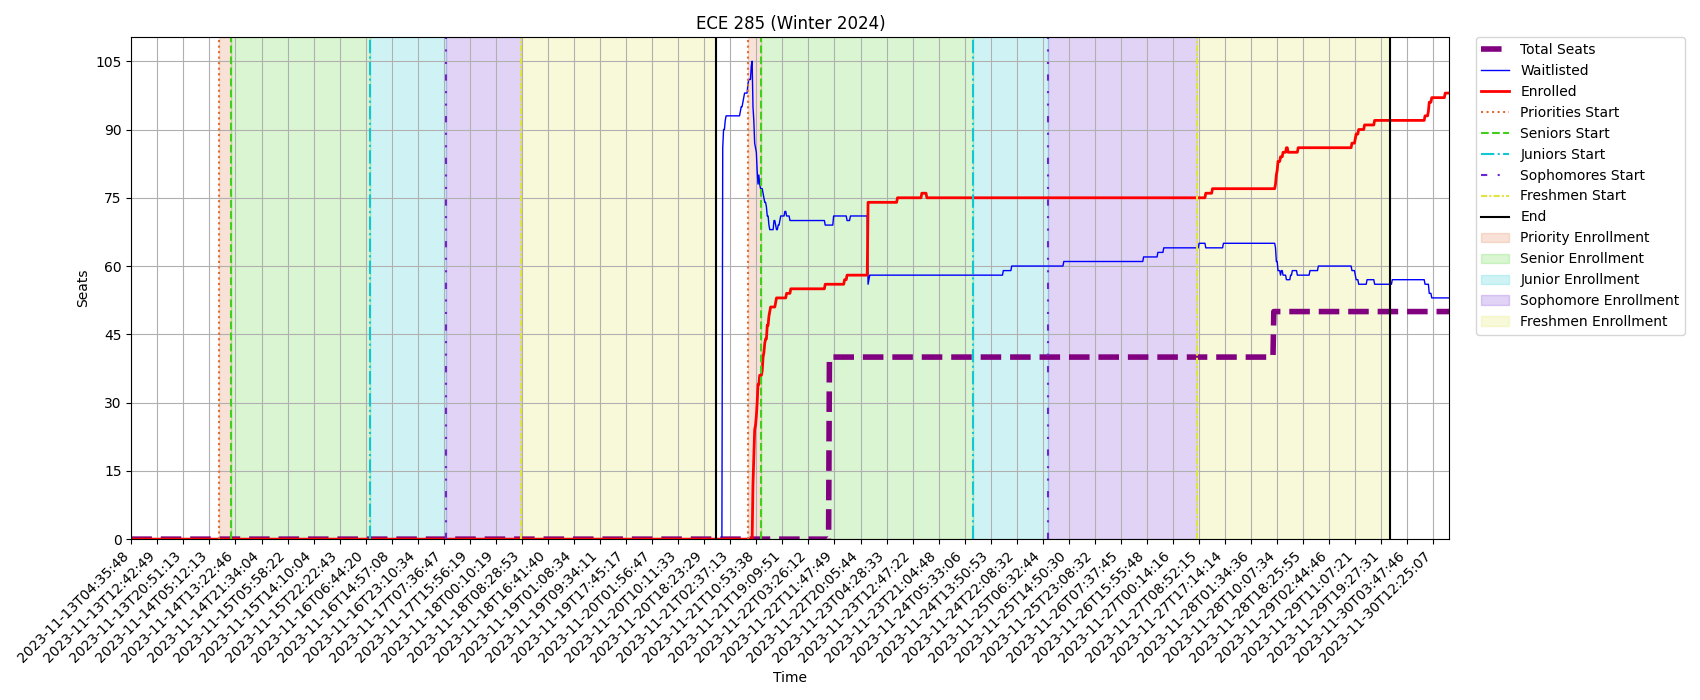 ECE 285 (Winter 2024)
Total Seats
Waitlisted
Enrolled
Priorities Start
Seniors Start
Juniors Start
Sophomores Start
Freshmen Start
End
Priority Enrollment
Senior Enrollment
Junior Enrollment
Sophomore Enrollment
Freshmen Enrollment
Seats
105
90
75
60
45
30
15
0
2023-11-13T04:35:48
2023-11-13T12:42:49
2023-11-13T20:51:13
2023-11-14T05:12:13
2023-11-14T13:22:46
2023-11-14T21:34:04
2023-11-15T05:58:22
2023-11-15T14:10:04
2023-11-15T22:22:43
2023-11-16T06:44:20
2023-11-16T14:57:08
2023-11-16T23:10:34
2023-11-17T07:36:47
2023-11-17T15:56:19
2023-11-18T00:10:19
2023-11-18T08:28:53
2023-11-18T16:41:40
2023-11-19T01:08:34
2023-11-19T09:34:11
2023-11-19T17:45:17
2023-11-20T01:56:47
2023-11-20T10:11:33
2023-11-20T18:23:29
2023-11-21T02:37:13
2023-11-21T10:53:38
2023-11-21T19:09:51
2023-11-22T03:26:12
2023-11-22T11:47:49
2023-11-22T20:05:44
2023-11-23T04:28:33
2023-11-23T12:47:22
2023-11-23T21:04:48
2023-11-24T05:33:06
2023-11-24T13:50:53
2023-11-24T22:08:32
2023-11-25T06:32:44
2023-11-25T14:50:30
2023-11-25T23:08:32
2023-11-26T07:37:45
2023-11-26T15:55:48
2023-11-27T00:14:16
2023-11-27T08:52:15
2023-11-27T17:14:14
2023-11-28T01:34:36
2023-11-28T10:07:34
2023-11-28T18:25:55
2023-11-29T02:44:46
2023-11-29T11:07:21
2023-11-29T19:27:31
2023-11-30T03:47:46
2023-11-30T12:25:07
Time